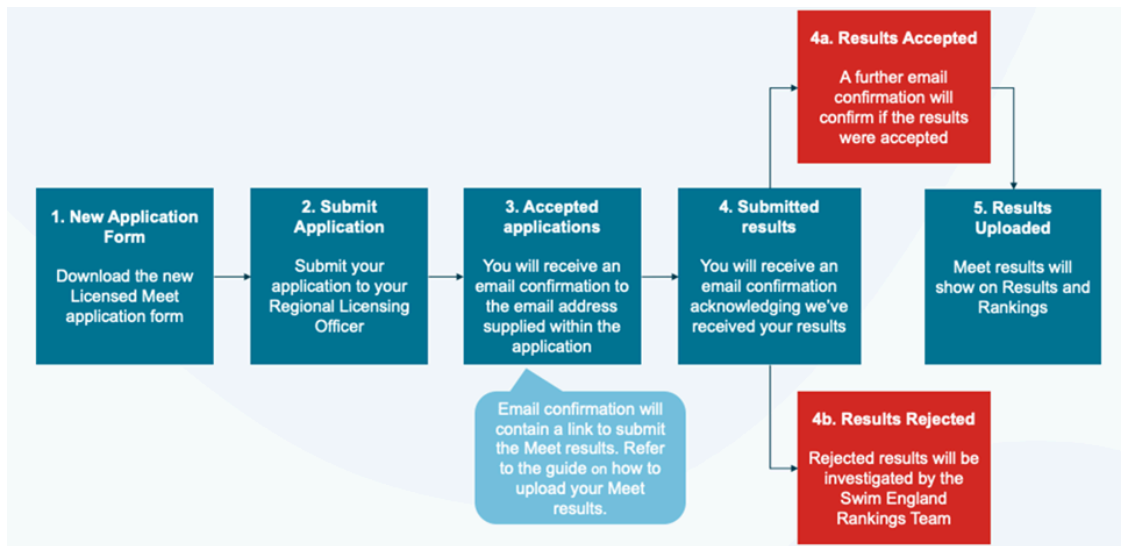 1. New Application
Form
Download the new
Licensed Meet
application form
2. Submit
Application
Submit your
application to your
Regional Licensing
Officer
3. Accepted
applications
You will receive an
email confirmation to
the email address
supplied within the
application
Email confirmation will
contain a link to submit
the Meet results. Refer
to the guide on how to
upload your Meet
results.
4. Submitted
results
You will receive an
email confirmation
acknowledging we've
received your results
4a. Results Accepted
A further email
confirmation will
confirm if the results
were accepted
4b. Results Rejected
Rejected results will be
investigated by the
Swim England
Rankings Team
5. Results
Uploaded
Meet results will
show on Results and
Rankings